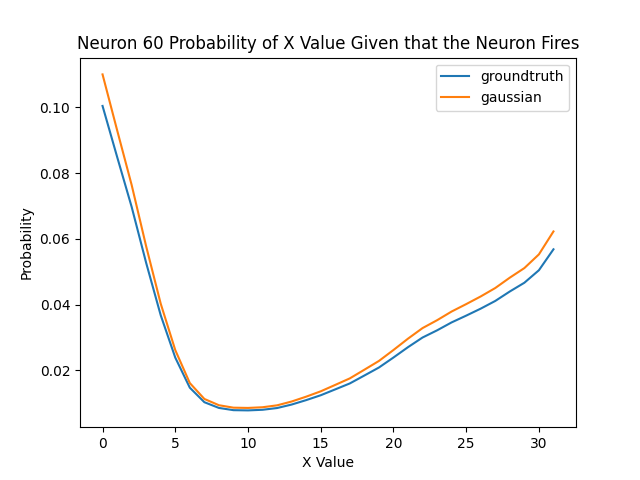 Neuron 60 Probability of X Value Given that the Neuron Fires
groundtruth
gaussian
Probability
0.10
0.08
0.06
0.04
0.02
0 5 10 15 20 25 30
X Value